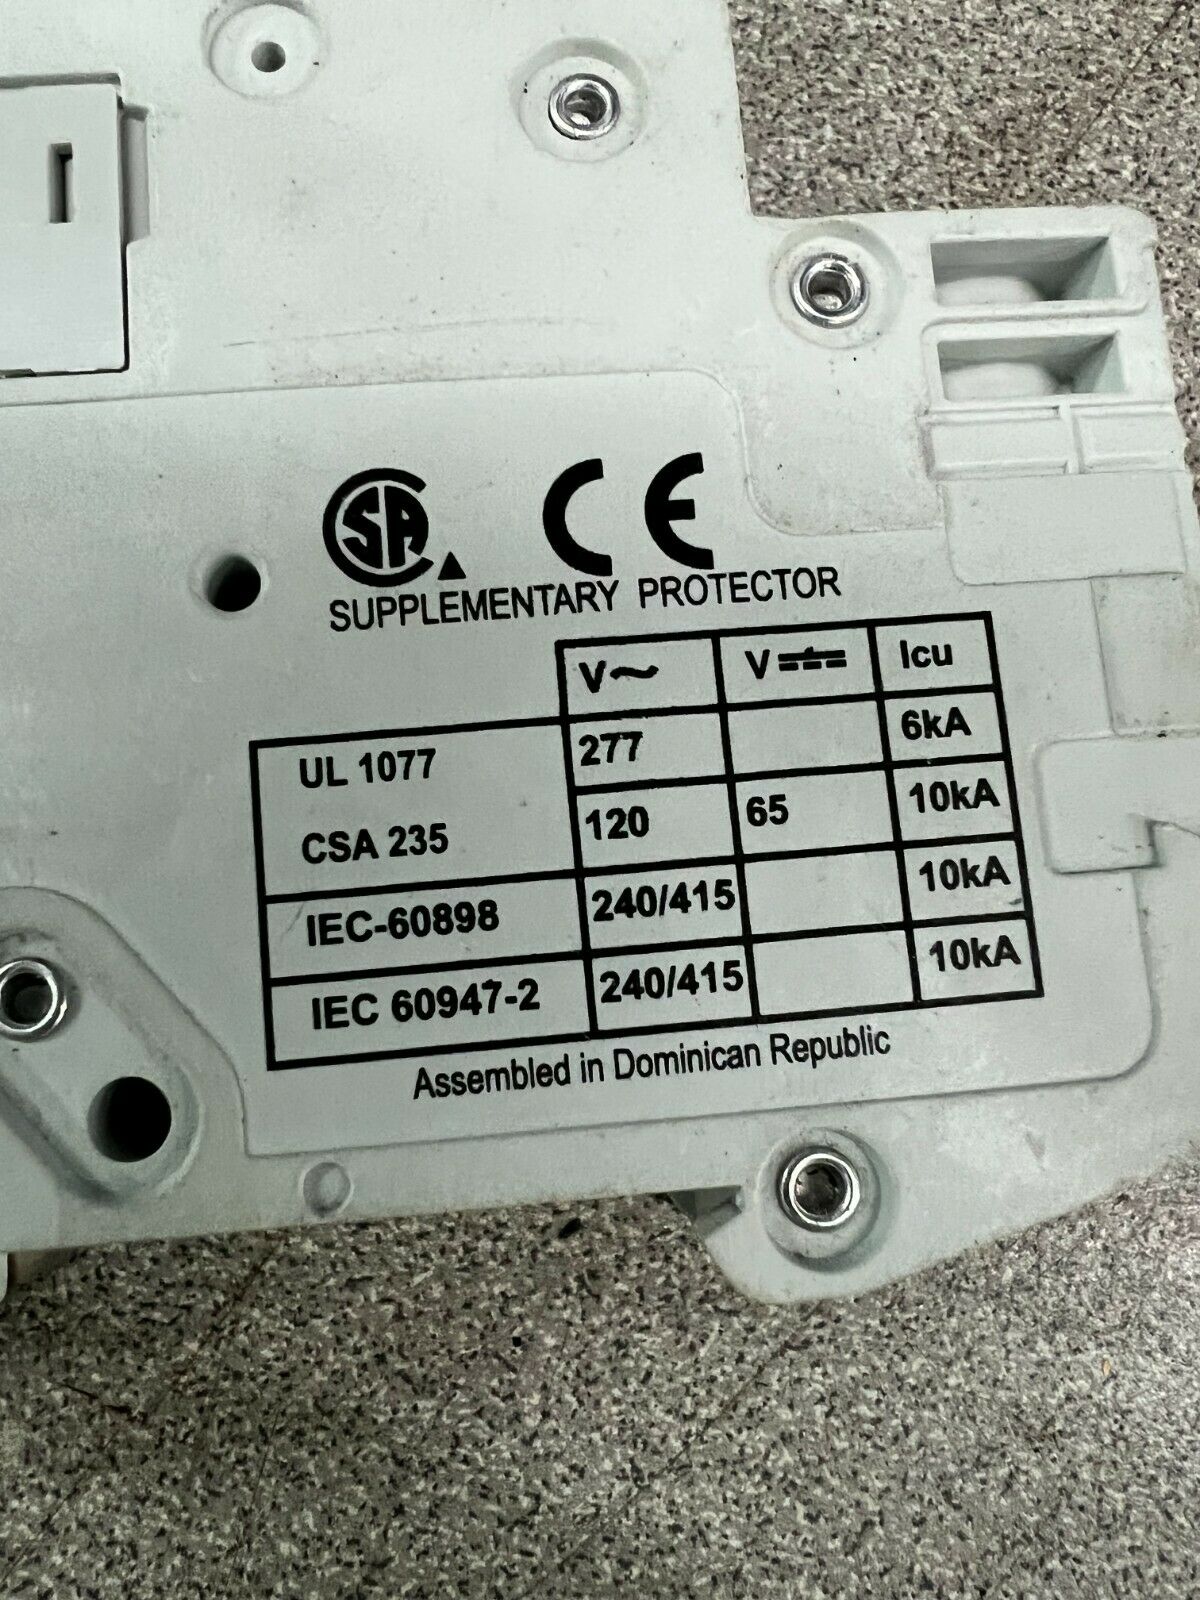 CSA CE
SUPPLEMENTARY PROTECTOR
V~ V⎓ Icu
UL 1077 277 6kA
CSA 235 120 65 10kA
IEC-60898 240/415 10kA
IEC 60947-2 240/415 10kA
Assembled in Dominican Republic